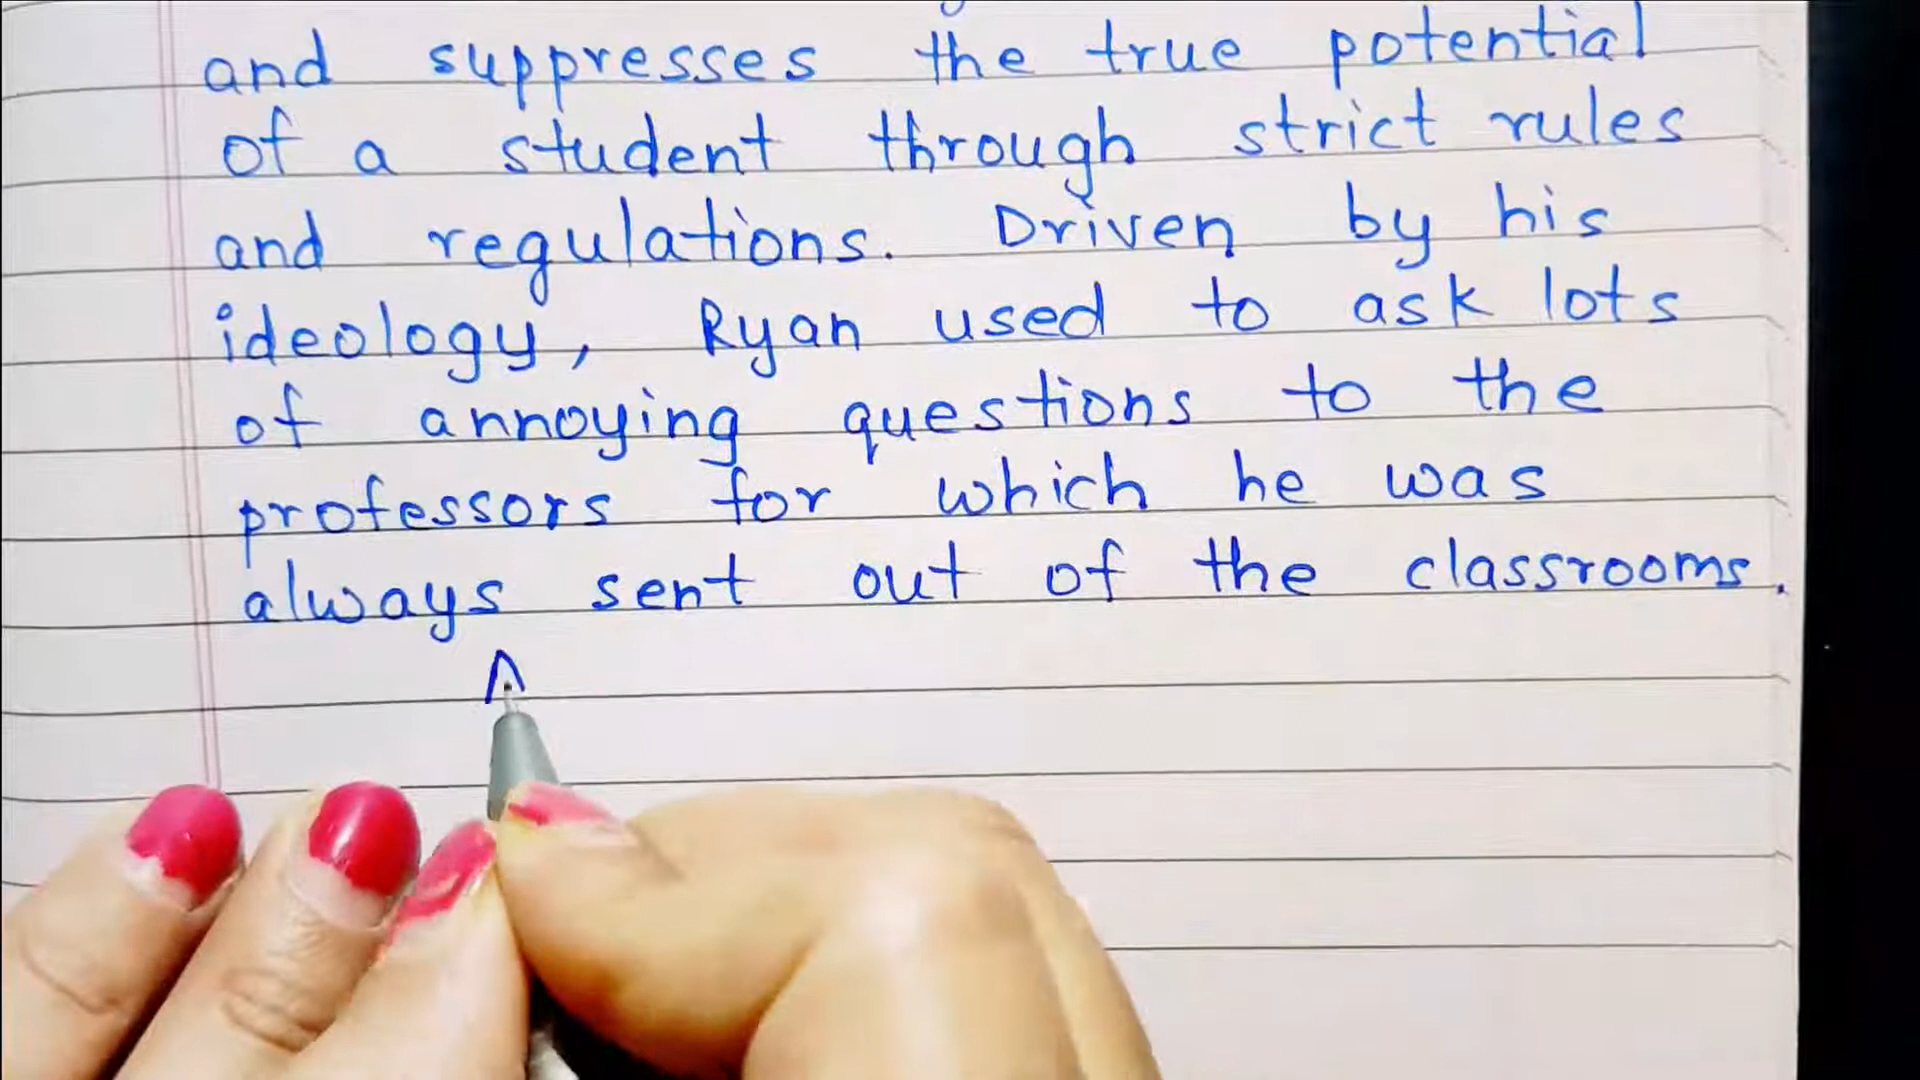 and suppresses the true potential
of a student through strict rules
and regulations. Driven by his
ideology, Ryan used to ask lots
of annoying questions to the
professors for which he was
always sent out of the classrooms.
A